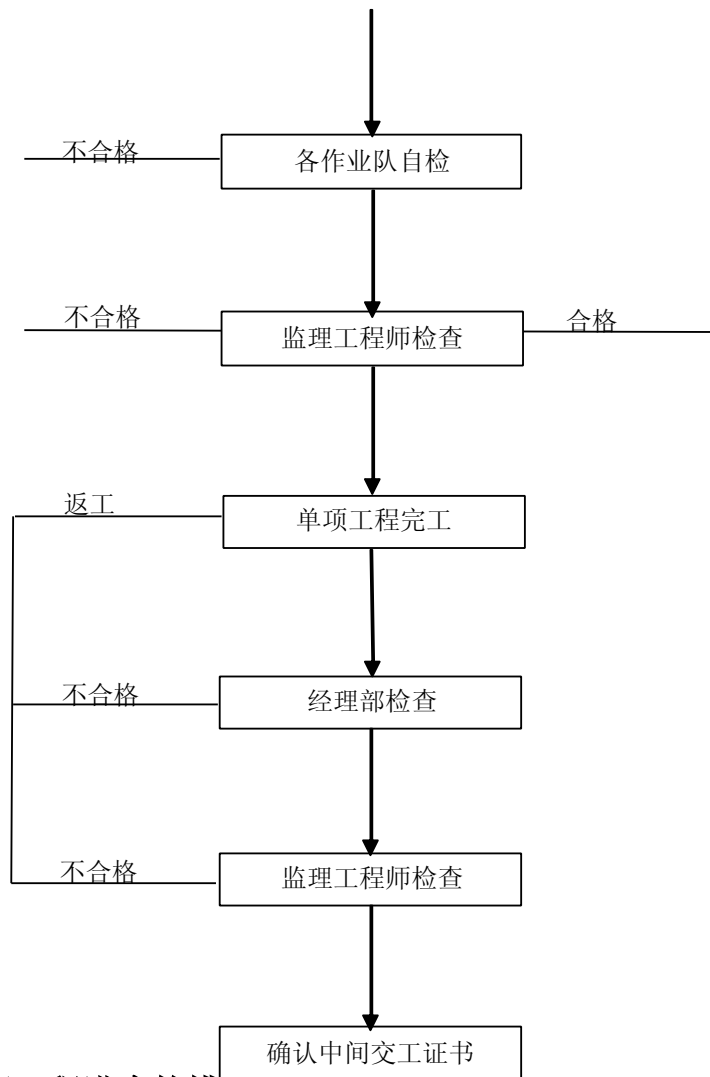 不合格
各作业队自检
不合格
监理工程师检查
合格
返工
单项工程完工
不合格
经理部检查
不合格
监理工程师检查
确认中间交工证书